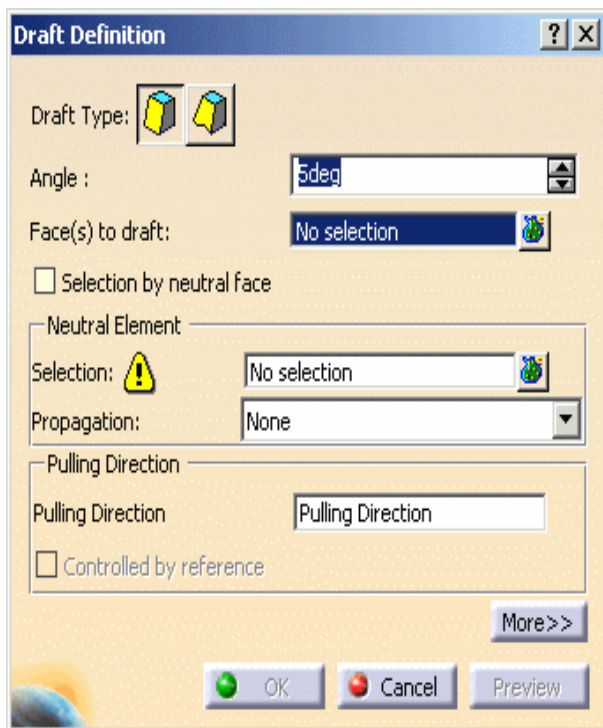 Draft Definition
Draft Type:
Angle : 5deg
Face(s) to draft: No selection
Selection by neutral face
Neutral Element
Selection: No selection
Propagation: None
Pulling Direction
Pulling Direction Pulling Direction
Controlled by reference
More>>
OK Cancel Preview